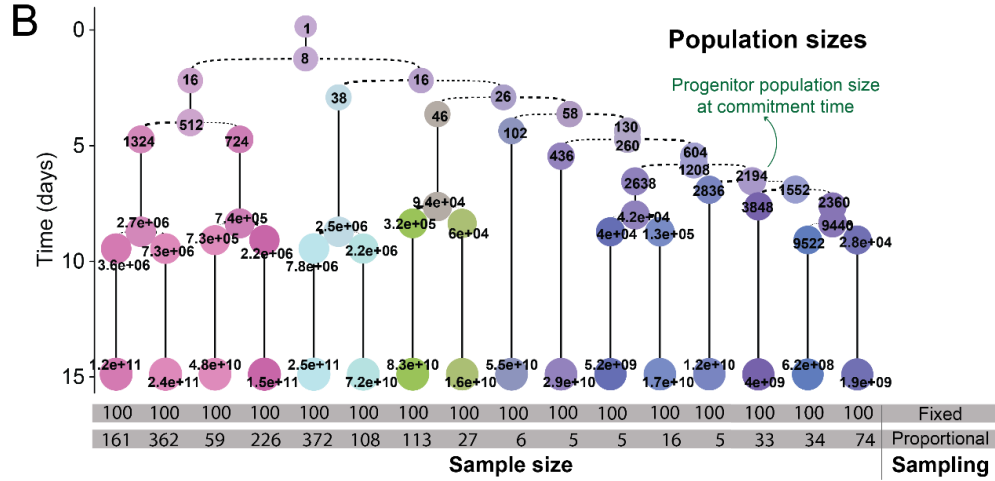 B
Population sizes
Progenitor population size
at commitment time
Time (days)
0
5
10
15
1
8
16
16
38
26
46
58
512
102
130
260
1324
724
436
604
1208
2194
2638
2836
1552
3848
2360
9.4e+04
7.4e+05
3.2e+05
4.2e+04
9440
2.7e+06
2.5e+06
7.3e+05
6e+04
4e+04
1.3e+05
9522
2.8e+04
3.6e+06
7.3e+06
2.2e+06
7.8e+06
2.2e+06
1.2e+11
2.4e+11
4.8e+10
1.5e+11
2.5e+11
7.2e+10
8.3e+10
1.6e+10
5.5e+10
2.9e+10
5.2e+09
1.7e+10
1.2e+10
4e+09
6.2e+08
1.9e+09
100 100 100 100 100 100 100 100 100 100 100 100 100 100 100 100 Fixed
161 362 59 226 372 108 113 27 6 5 5 16 5 33 34 74 Proportional
Sample size Sampling